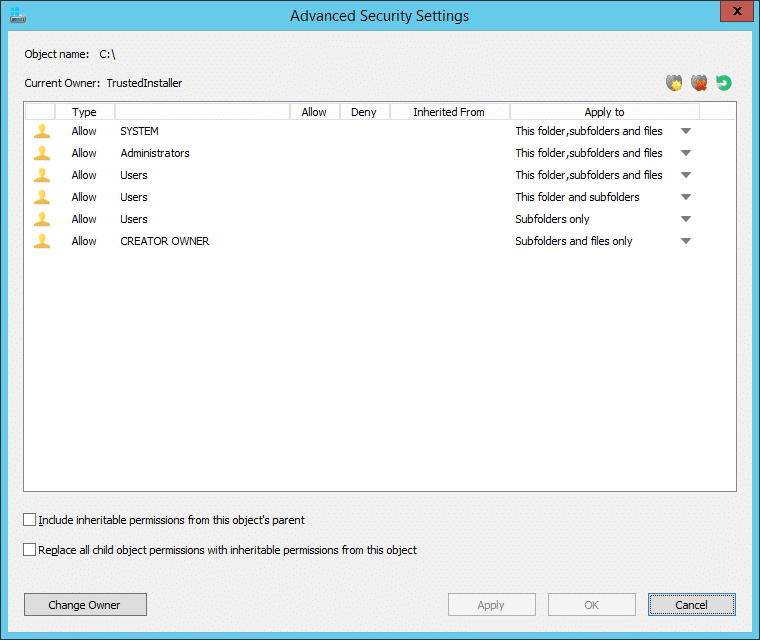 Advanced Security Settings
x
Object name: C:\
Current Owner: TrustedInstaller
Type Allow Deny Inherited From Apply to
Allow SYSTEM This folder,subfolders and files
Allow Administrators This folder,subfolders and files
Allow Users This folder,subfolders and files
Allow Users This folder and subfolders
Allow Users Subfolders only
Allow CREATOR OWNER Subfolders and files only
Include inheritable permissions from this object's parent
Replace all child object permissions with inheritable permissions from this object
Change Owner Apply OK Cancel